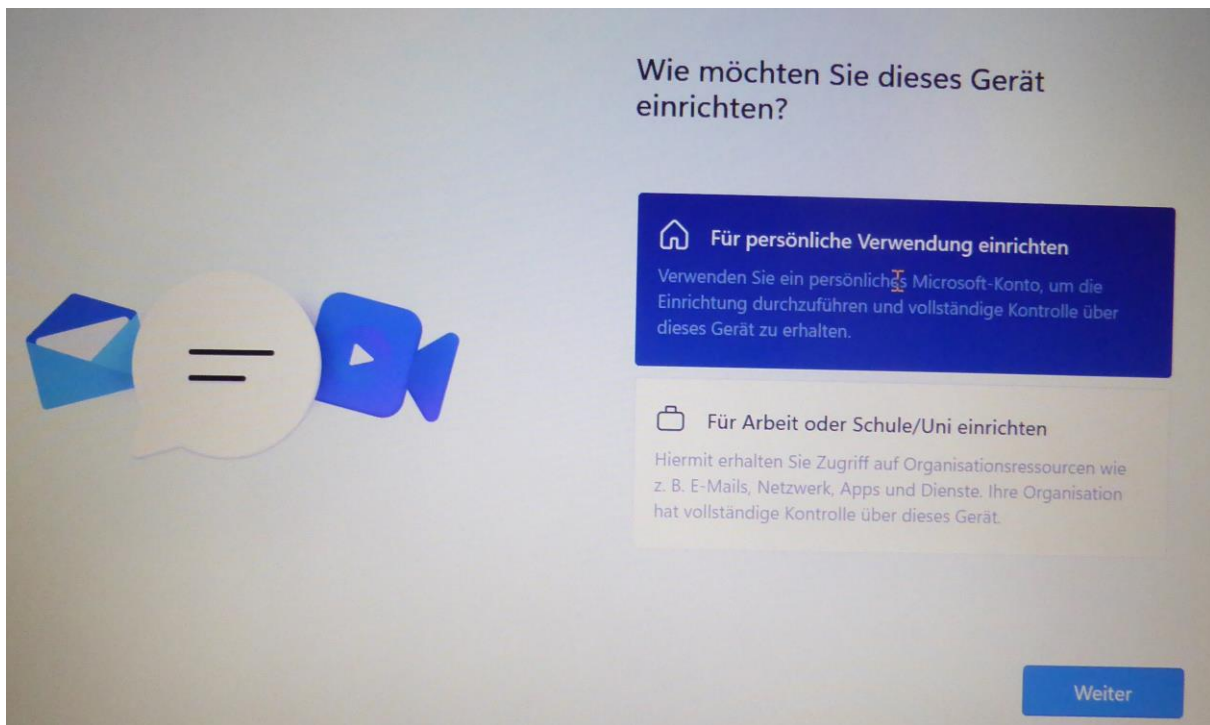 Wie möchten Sie dieses Gerät
einrichten?
Für persönliche Verwendung einrichten
Verwenden Sie ein persönliches Microsoft-Konto, um die
Einrichtung durchzuführen und vollständige Kontrolle über
dieses Gerät zu erhalten.
Für Arbeit oder Schule/Uni einrichten
Hiermit erhalten Sie Zugriff auf Organisationsressourcen wie
z. B. E-Mails, Netzwerk, Apps und Dienste. Ihre Organisation
hat vollständige Kontrolle über dieses Gerät.
Weiter